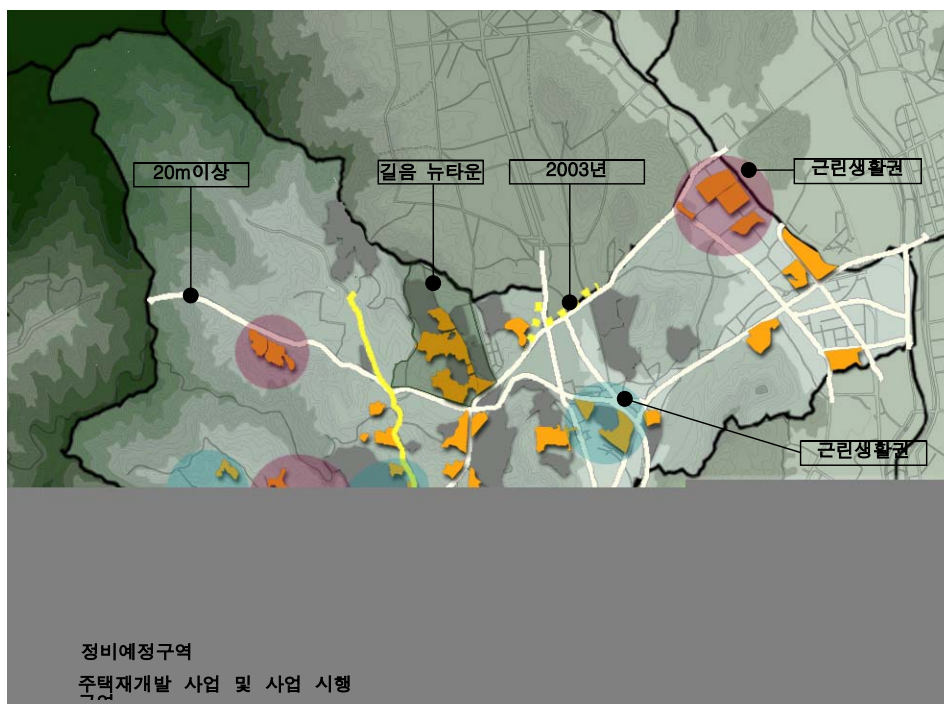 20m이상
길음 뉴타운
2003년
근린생활권
근린생활권
정비예정구역
주택재개발 사업 및 사업 시행